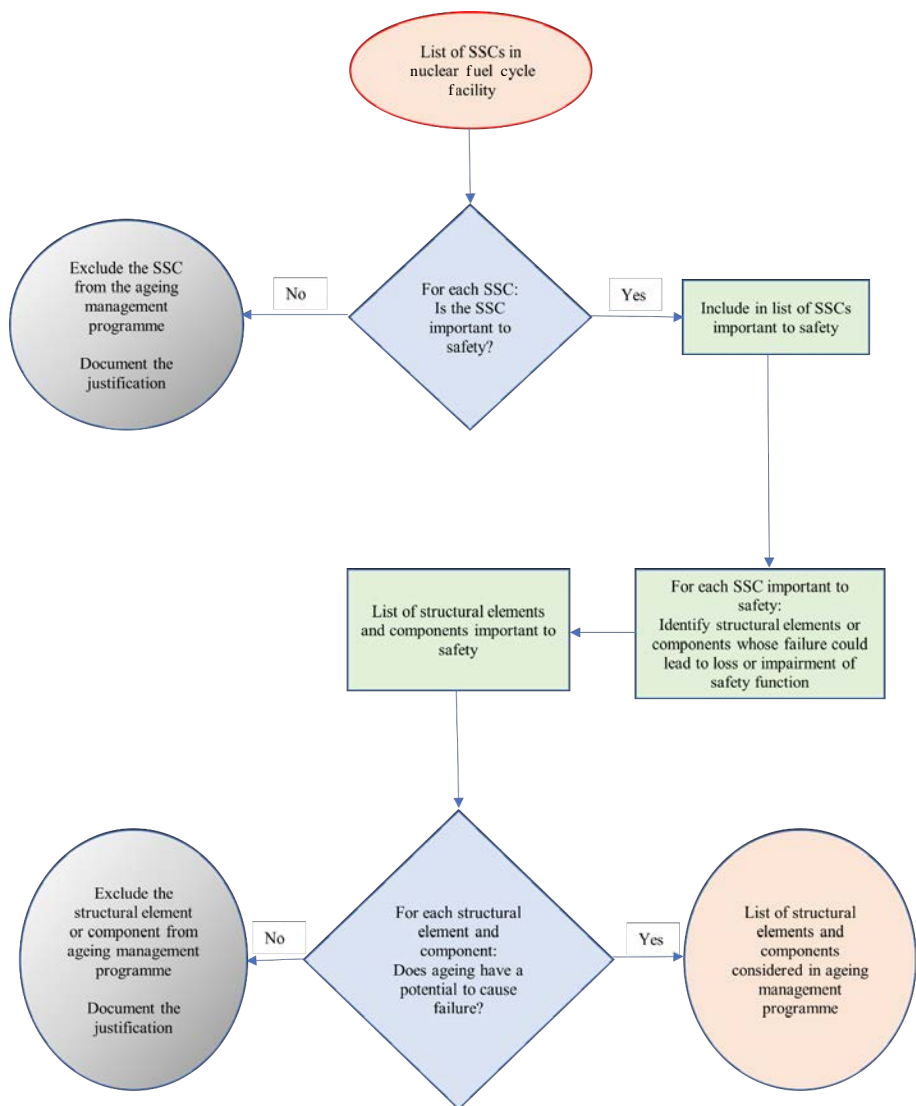 List of SSCs in
nuclear fuel cycle
facility
Exclude the SSC
from the ageing
management
programme
Document the
justification
No
For each SSC:
Is the SSC
important to
safety?
Yes
Include in list of SSCs
important to safety
List of structural elements
and components important to
safety
For each SSC important to
safety:
Identify structural elements or
components whose failure could
lead to loss or impairment of
safety function
Exclude the
structural element
or component from
ageing management
programme
Document the
justification
No
For each structural
element and
component:
Does ageing have a
potential to cause
failure?
Yes
List of structural
elements and
components
considered in ageing
management
programme